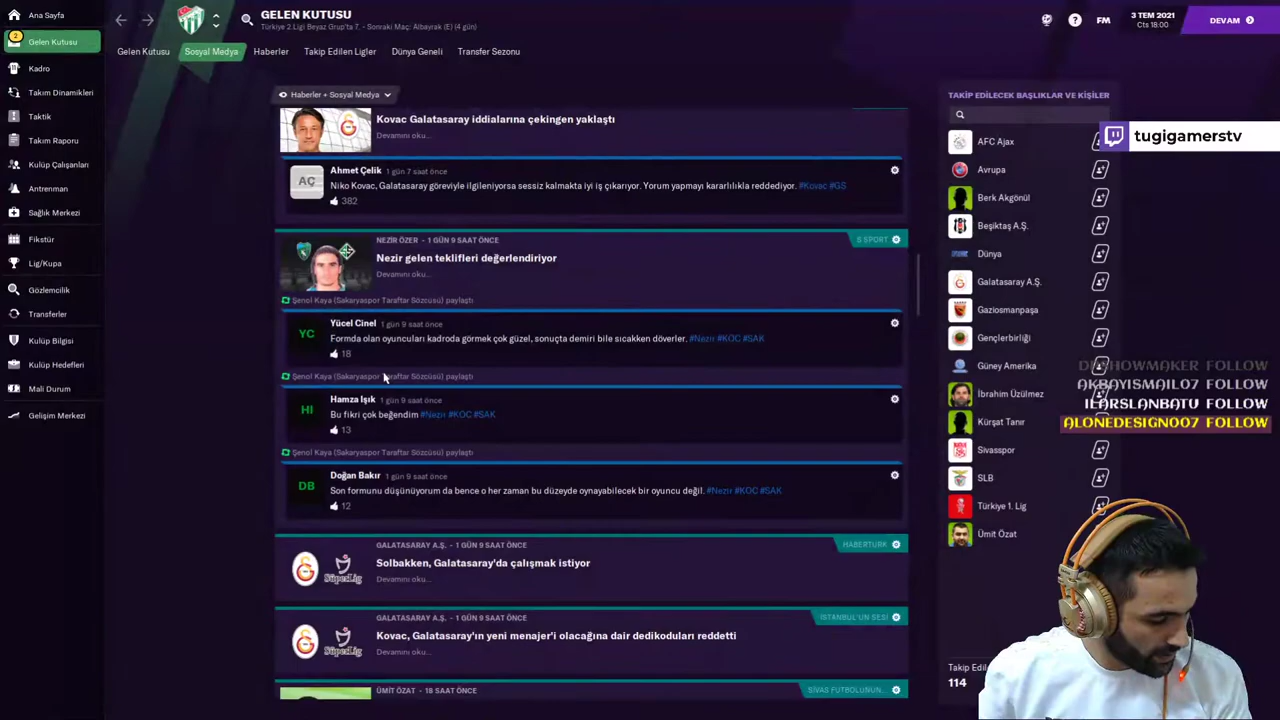 Ana Sayfa
2
Gelen Kutusu
Kadro
Takım Dinamikleri
Taktik
Takım Raporu
Kulüp Çalışanları
Antrenman
Sağlık Merkezi
Fikstür
Lig/Kupa
Gözlemcilik
Transferler
Kulüp Bilgisi
Kulüp Hedefleri
Mali Durum
Gelişim Merkezi
GELEN KUTUSU
Türkiye 2.Ligi Beyaz Grup'ta 7. - Sonraki Maç: Albayrak (E) (4 gün)
FM
3 TEM 2021
Cts 18:00
DEVAM
Gelen Kutusu
Sosyal Medya
Haberler
Takip Edilen Ligler
Dünya Geneli
Transfer Sezonu
Haberler + Sosyal Medya
Kovac Galatasaray iddialarına çekingen yaklaştı
Devamını oku...
AÇ
Ahmet Çelik 1 gün 7 saat önce
Niko Kovac, Galatasaray göreviyle ilgileniyorsa sessiz kalmakta iyi iş çıkarıyor. Yorum yapmayı kararlılıkla reddediyor. #Kovac #GS
382
NEZİR ÖZER - 1 GÜN 9 SAAT ÖNCE
S SPORT
Nezir gelen teklifleri değerlendiriyor
Devamını oku...
Şenol Kaya (Sakaryaspor Taraftar Sözcüsü) paylaştı
YC
Yücel Cinel 1 gün 9 saat önce
Formda olan oyuncuları kadroda görmek çok güzel, sonuçta demiri bile sıcakken döverler. #Nezir #KOC #SAK
18
Şenol Kaya (Sakaryaspor Taraftar Sözcüsü) paylaştı
HI
Hamza Işık 1 gün 9 saat önce
Bu fikri çok beğendim #Nezir #KOC #SAK
13
Şenol Kaya (Sakaryaspor Taraftar Sözcüsü) paylaştı
DB
Doğan Bakır 1 gün 9 saat önce
Son formunu düşünüyorum da bence o her zaman bu düzeyde oynayabilecek bir oyuncu değil. #Nezir #KOC #SAK
12
GALATASARAY A.Ş. - 1 GÜN 9 SAAT ÖNCE
HABERTÜRK
SüperLig
Solbakken, Galatasaray'da çalışmak istiyor
Devamını oku...
GALATASARAY A.Ş. - 1 GÜN 9 SAAT ÖNCE
İSTANBUL'UN SESİ
SüperLig
Kovac, Galatasaray'ın yeni menajer'i olacağına dair dedikoduları reddetti
Devamını oku...
ÜMİT ÖZAT - 18 SAAT ÖNCE
SİVAS FUTBOLUNUN...
TAKİP EDİLECEK BAŞLIKLAR VE KİŞİLER
tugigamerstv
AFC Ajax
Avrupa
Berk Akgönül
Beşiktaş A.Ş.
Dünya
Galatasaray A.Ş.
Gaziosmanpaşa
Gençlerbirliği
Güney Amerika
İbrahim Üzülmez
Kürşat Tanır
Sivasspor
SLB
Türkiye 1. Lig
Ümit Özat
Takip Edil
114
AKBAYISMAIL07 FOLLOW
ILARSLANBATU FOLLOW
ALONEDESIGN007 FOLLOW